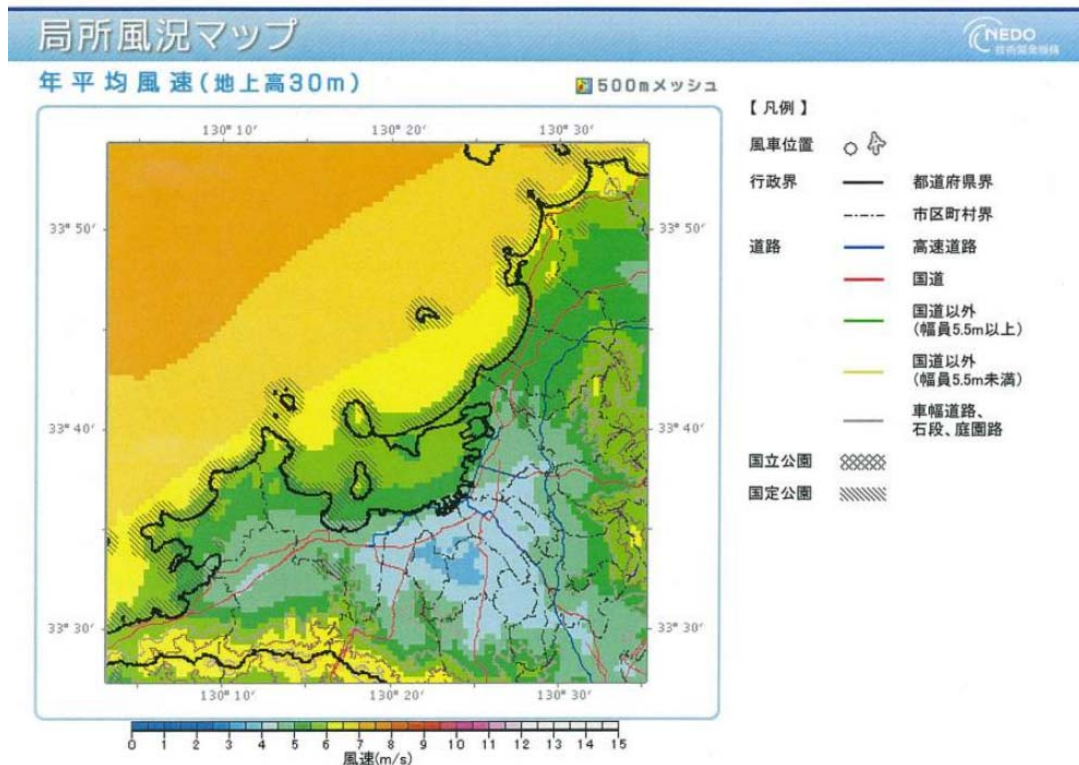 局所風況マップ
NEDO
技術開発機構
年平均風速(地上高30m)
500mメッシュ
130° 10' 130° 20' 130° 30'
33° 50' 33° 50'
33° 40' 33° 40'
33° 30' 33° 30'
130° 10' 130° 20' 130° 30'
0 1 2 3 4 5 6 7 8 9 10 11 12 13 14 15
風速(m/s)
【 凡例 】
風車位置
行政界 都道府県界
市区町村界
道路 高速道路
国道
国道以外
(幅員5.5m以上)
国道以外
(幅員5.5m未満)
車幅道路、
石段、庭園路
国立公園
国定公園